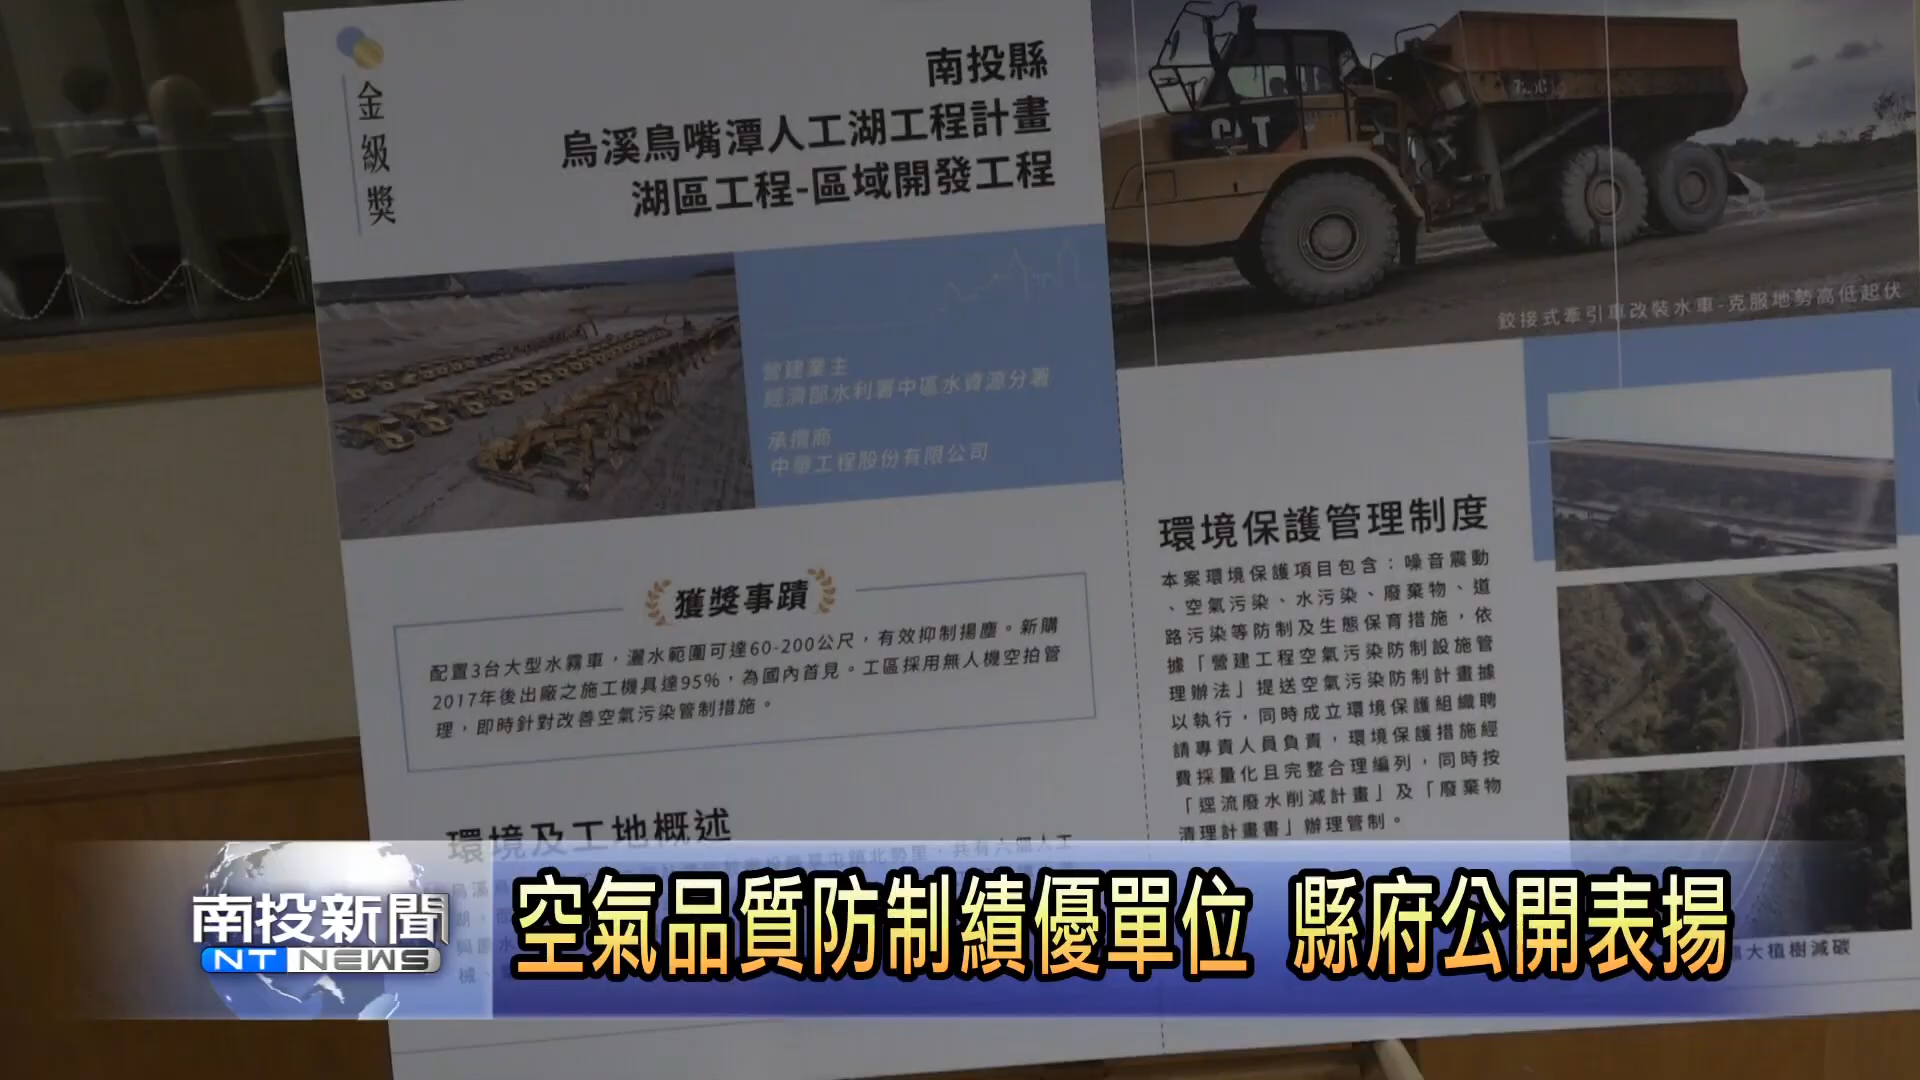 金級獎
南投縣
烏溪鳥嘴潭人工湖工程計畫
湖區工程-區域開發工程
營建業主
經濟部水利署中區水資源分署
承攬商
中華工程股份有限公司
獲獎事蹟
配置3台大型水霧車，灑水範圍可達60-200公尺，有效抑制揚塵。新購
2017年後出廠之施工機具達95%，為國內首見。工區採用無人機空拍管
理，即時針對改善空氣污染管制措施。
環境及工地概述
CAT
鉸接式牽引車改裝水車-克服地勢高低起伏
環境保護管理制度
本案環境保護項目包含：噪音震動
、空氣污染、水污染、廢棄物、道
路污染等防制及生態保育措施，依
據「營建工程空氣污染防制設施管
理辦法」提送空氣污染防制計畫據
以執行，同時成立環境保護組織聘
請專責人員負責，環境保護措施經
費採量化且完整合理編列，同時按
「逕流廢水削減計畫」及「廢棄物
清理計畫書」辦理管制。
大植樹減碳
南投新聞
NT NEWS
空氣品質防制績優單位 縣府公開表揚